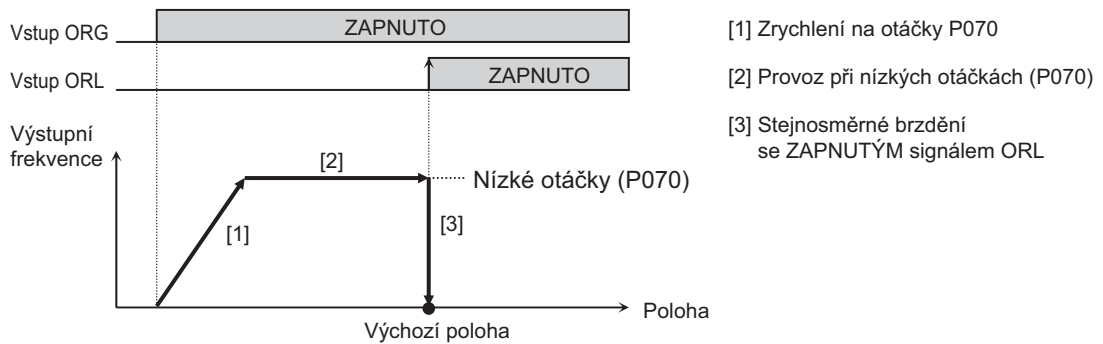 Vstup ORG
ZAPNUTO
Vstup ORL
ZAPNUTO
Výstupní
frekvence
[1]
[2]
[3]
Nízké otáčky (P070)
Poloha
Výchozí poloha
[1] Zrychlení na otáčky P070
[2] Provoz při nízkých otáčkách (P070)
[3] Stejnosměrné brzdění
se ZAPNUTÝM signálem ORL